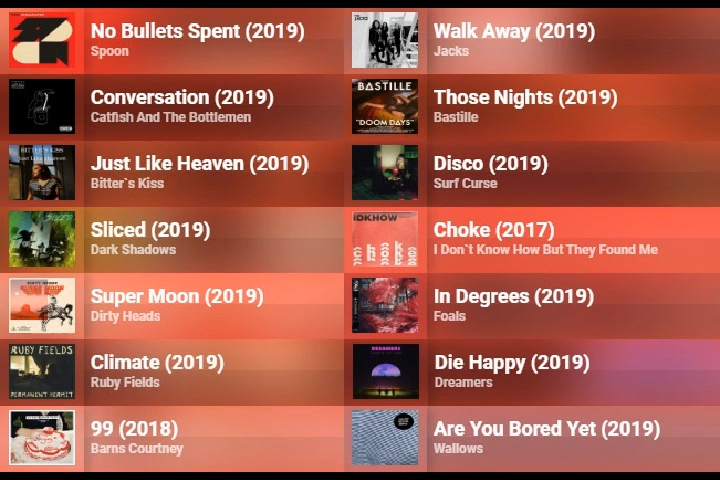 No Bullets Spent (2019)
Spoon
Conversation (2019)
Catfish And The Bottlemen
Just Like Heaven (2019)
Bitter`s Kiss
Sliced (2019)
Dark Shadows
Super Moon (2019)
Dirty Heads
RUBY FIELDS
PERMANENT PERMIT
Climate (2019)
Ruby Fields
99 (2018)
Barns Courtney
Walk Away (2019)
Jacks
BASTILLE
"DOOM DAYS"
Those Nights (2019)
Bastille
Disco (2019)
Surf Curse
IDKHOW
Choke (2017)
I Don`t Know How But They Found Me
In Degrees (2019)
Foals
DREAMERS
Die Happy (2019)
Dreamers
Are You Bored Yet (2019)
Wallows